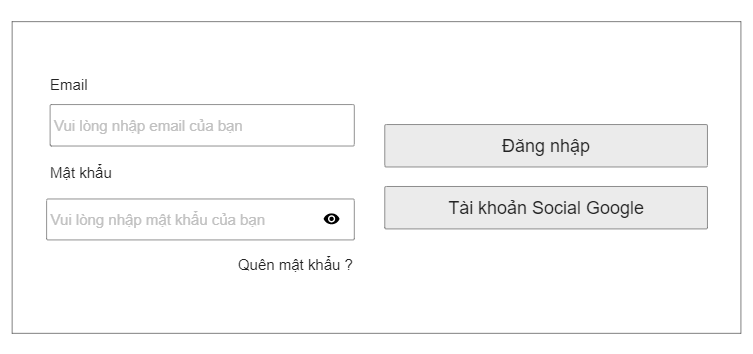 Email
Vui lòng nhập email của bạn
Mật khẩu
Vui lòng nhập mật khẩu của bạn
Quên mật khẩu ?
Đăng nhập
Tài khoản Social Google